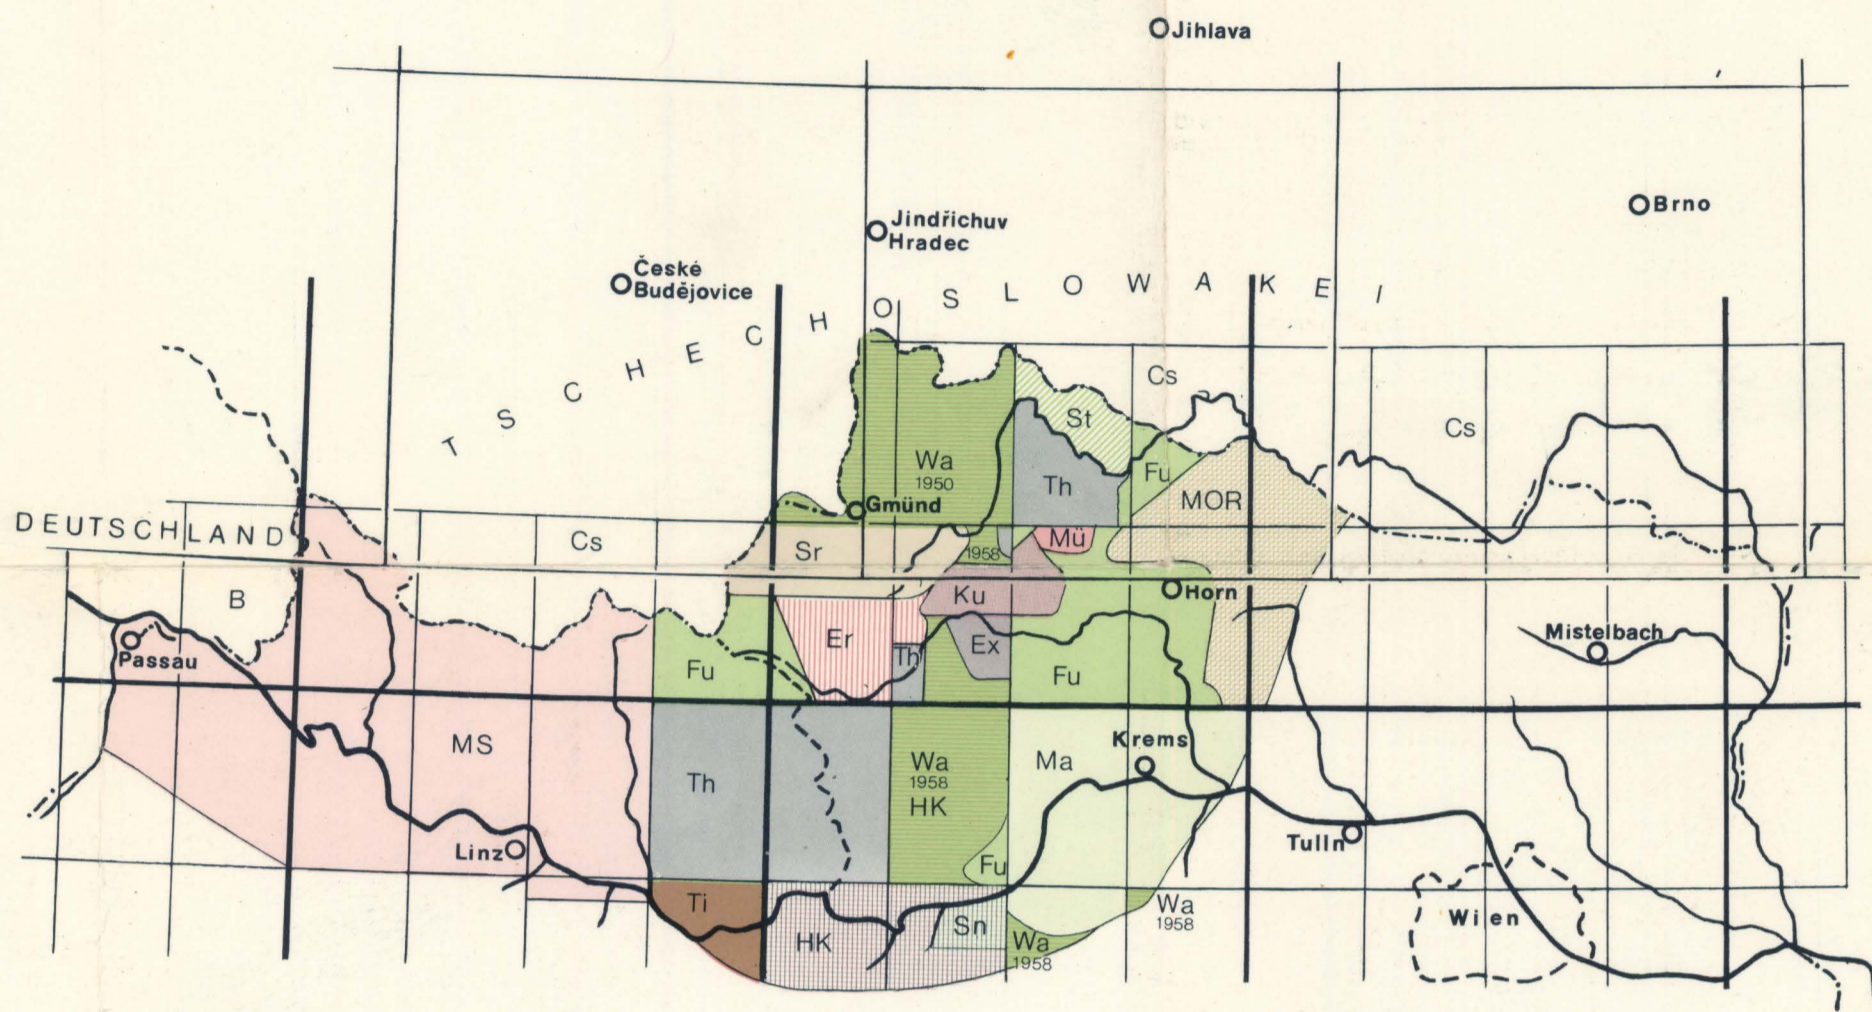 Jihlava
Brno
Jindřichuv
Hradec
České
Budějovice
TSCHECHOSLOWAKEI
Cs
St
Cs
Wa
1950
Fu
Th
MOR
Gmünd
DEUTSCHLAND
Cs
Sr
1958
Mü
B
Ku
Horn
Passau
Er
Th
Ex
Mistelbach
Fu
Fu
MS
Krems
Wa
1958
HK
Ma
Th
Linz
Tulln
Fu
Ti
HK
Sn
Wa
1958
Wa
1958
Wien